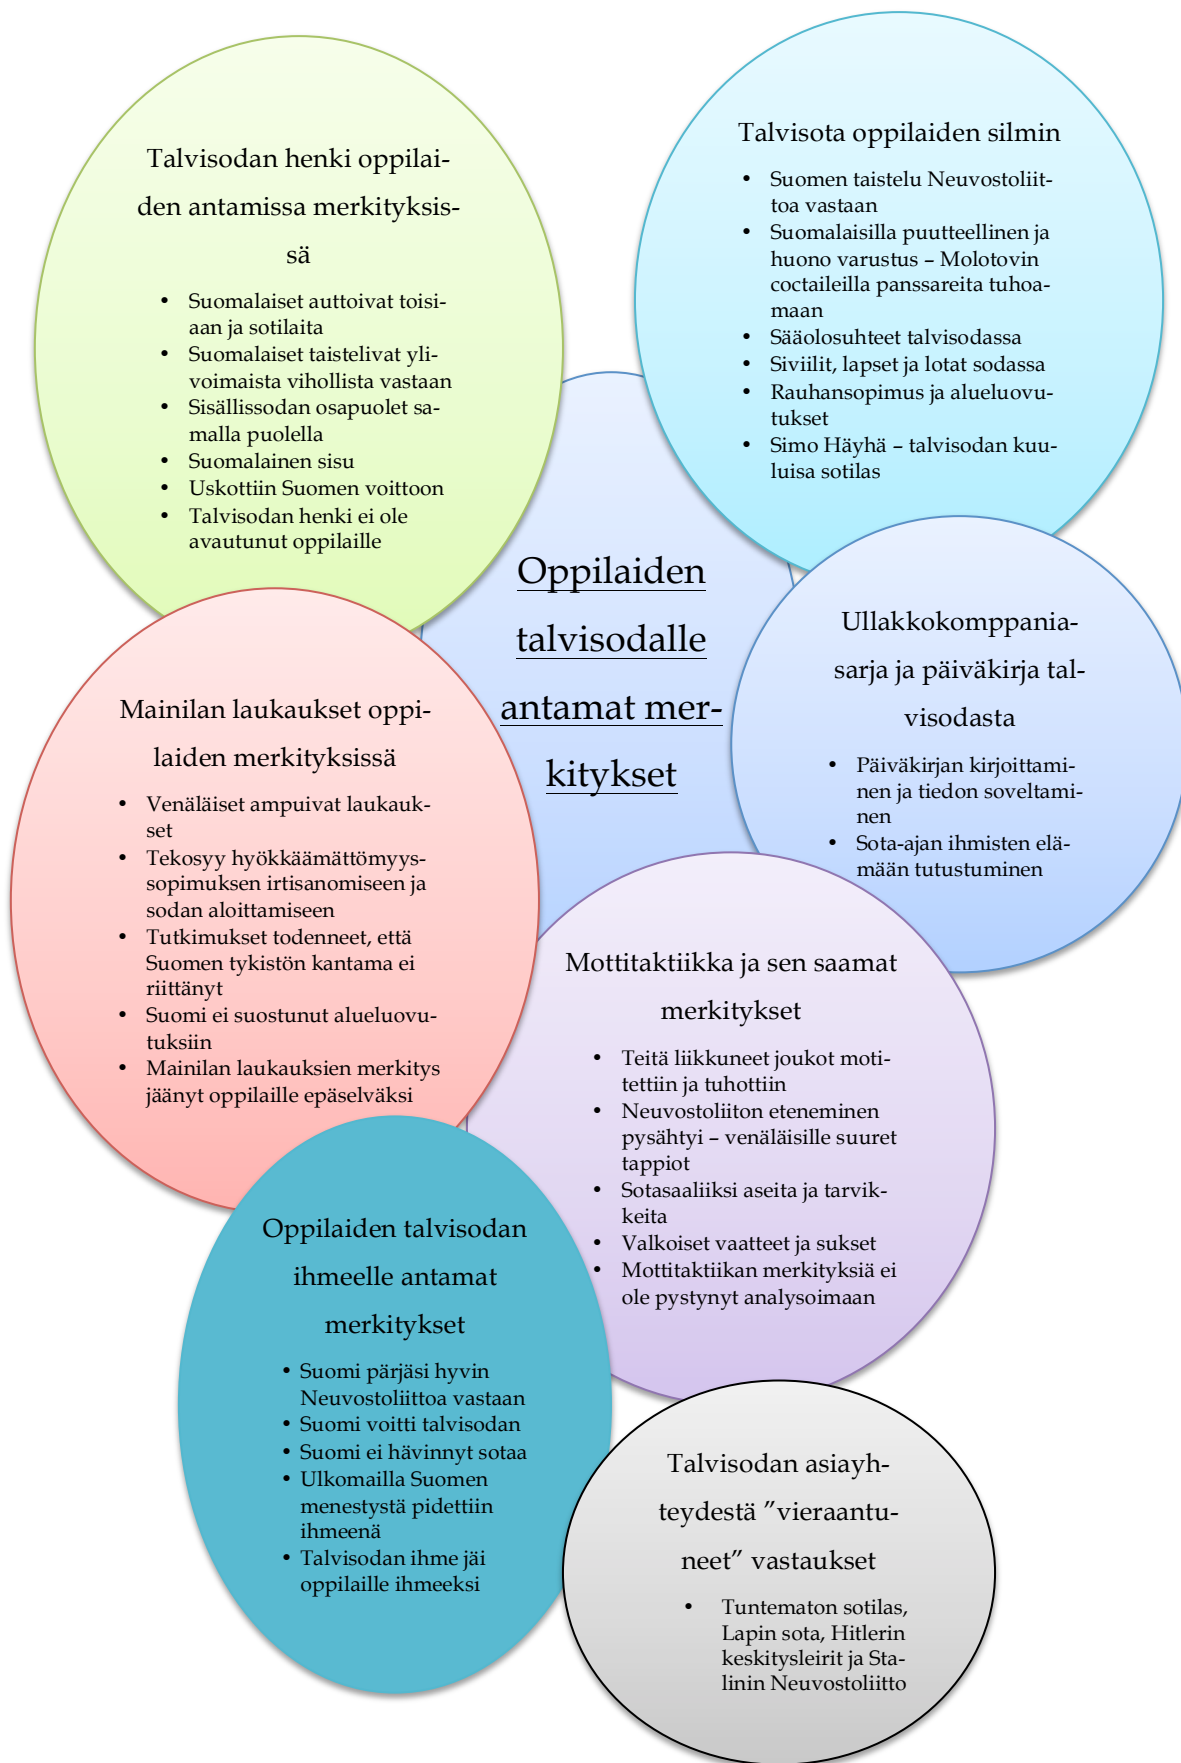 Talvisodan henki oppilai-
den antamissa merkityksis-
sä
• Suomalaiset auttoivat toisi-
aan ja sotilaita
• Suomalaiset taistelivat yli-
voimaista vihollista vastaan
• Sisällissodan osapuolet sa-
malla puolella
• Suomalainen sisu
• Uskottiin Suomen voittoon
• Talvisodan henki ei ole
avautunut oppilaille
Talvisota oppilaiden silmin
• Suomen taistelu Neuvostoliit-
toa vastaan
• Suomalaisilla puutteellinen ja
huono varustus – Molotovin
coctaileilla panssareita tuhoa-
maan
• Sääolosuhteet talvisodassa
• Siviilit, lapset ja lotat sodassa
• Rauhansopimus ja alueluovu-
tukset
• Simo Häyhä – talvisodan kuu-
luisa sotilas
Oppilaiden
talvisodalle
antamat mer-
kitykset
Ullakkokomppania-
sarja ja päiväkirja tal-
visodasta
• Päiväkirjan kirjoittami-
nen ja tiedon soveltami-
nen
• Sota-ajan ihmisten elä-
mään tutustuminen
Mainilan laukaukset oppi-
laiden merkityksissä
• Venäläiset ampuivat laukauk-
set
• Tekosyy hyökkäämättömyys-
sopimuksen irtisanomiseen ja
sodan aloittamiseen
• Tutkimukset todenneet, että
Suomen tykistön kantama ei
riittänyt
• Suomi ei suostunut alueluovu-
tuksiin
• Mainilan laukauksien merkitys
jäänyt oppilaille epäselväksi
Mottitaktiikka ja sen saamat
merkitykset
• Teitä liikkuneet joukot moti-
tettiin ja tuhottiin
• Neuvostoliiton eteneminen
pysähtyi – venäläisille suuret
tappiot
• Sotasaaliiksi aseita ja tarvik-
keita
• Valkoiset vaatteet ja sukset
• Mottitaktiikan merkityksiä ei
ole pystynyt analysoimaan
Oppilaiden talvisodan
ihmeelle antamat
merkitykset
• Suomi pärjäsi hyvin
Neuvostoliittoa vastaan
• Suomi voitti talvisodan
• Suomi ei hävinnyt sotaa
• Ulkomailla Suomen
menestystä pidettiin
ihmeenä
• Talvisodan ihme jäi
oppilaille ihmeeksi
Talvisodan asiayh-
teydestä ”vieraantu-
neet” vastaukset
• Tuntematon sotilas,
Lapin sota, Hitlerin
keskitysleirit ja Sta-
linin Neuvostoliitto